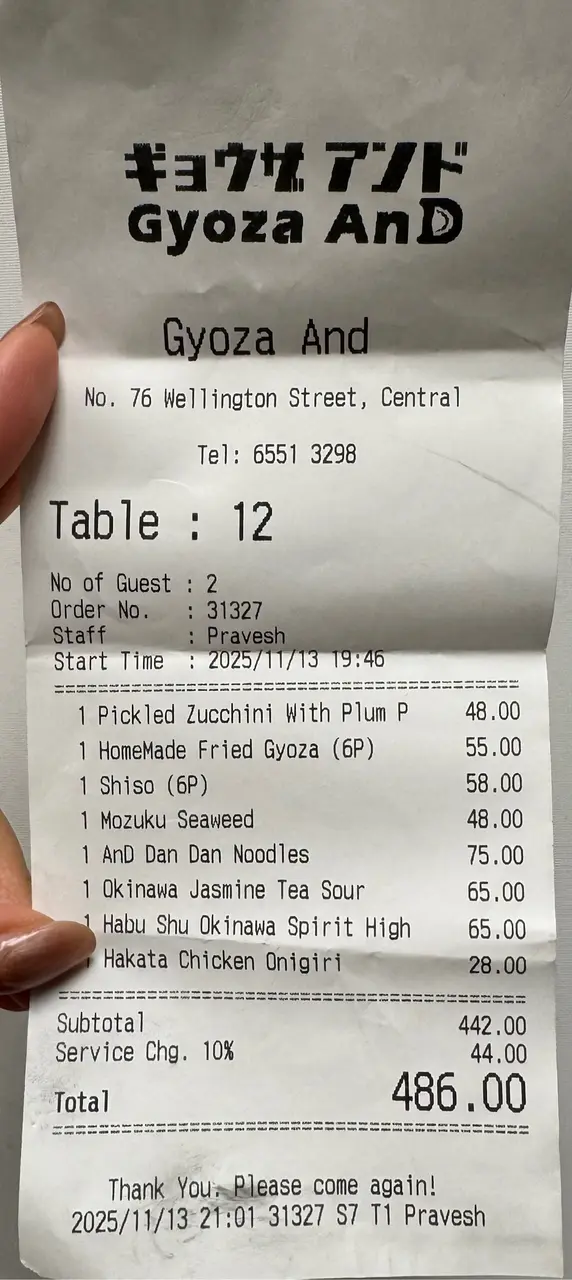 ギョウザ アンド
Gyoza AnD
Gyoza And
No. 76 Wellington Street, Central
Tel: 6551 3298
Table : 12
No of Guest : 2
Order No. : 31327
Staff : Pravesh
Start Time : 2025/11/13 19:46
1 Pickled Zucchini With Plum P 48.00
1 HomeMade Fried Gyoza (6P) 55.00
1 Shiso (6P) 58.00
1 Mozuku Seaweed 48.00
1 AnD Dan Dan Noodles 75.00
1 Okinawa Jasmine Tea Sour 65.00
1 Habu Shu Okinawa Spirit High 65.00
1 Hakata Chicken Onigiri 28.00
Subtotal 442.00
Service Chg. 10% 44.00
Total 486.00
Thank You. Please come again!
2025/11/13 21:01 31327 S7 T1 Pravesh